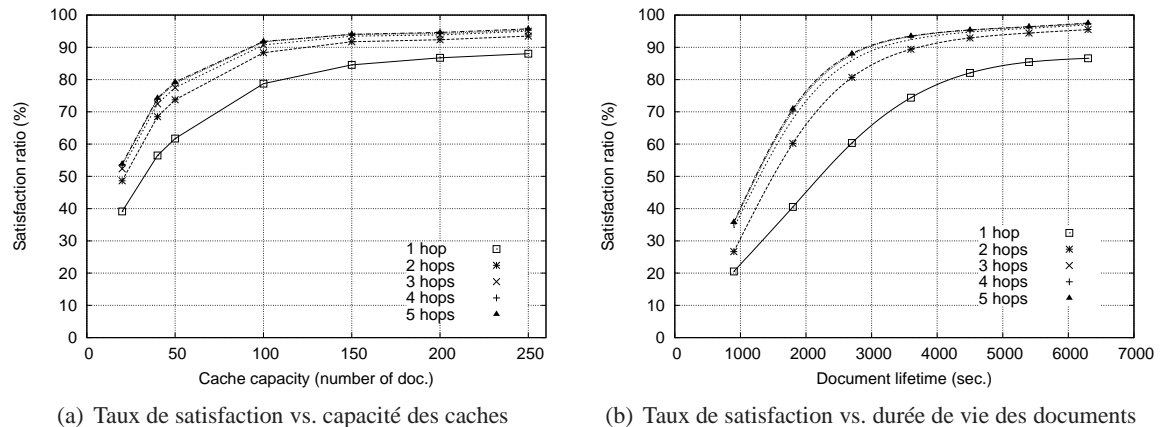 100
90
80
70
60
50
40
30
20
10
0
Satisfaction ratio (%)
1 hop
2 hops
3 hops
4 hops
5 hops
0 50 100 150 200 250
Cache capacity (number of doc.)
(a) Taux de satisfaction vs. capacité des caches
100
90
80
70
60
50
40
30
20
10
0
Satisfaction ratio (%)
1 hop
2 hops
3 hops
4 hops
5 hops
0 1000 2000 3000 4000 5000 6000 7000
Document lifetime (sec.)
(b) Taux de satisfaction vs. durée de vie des documents